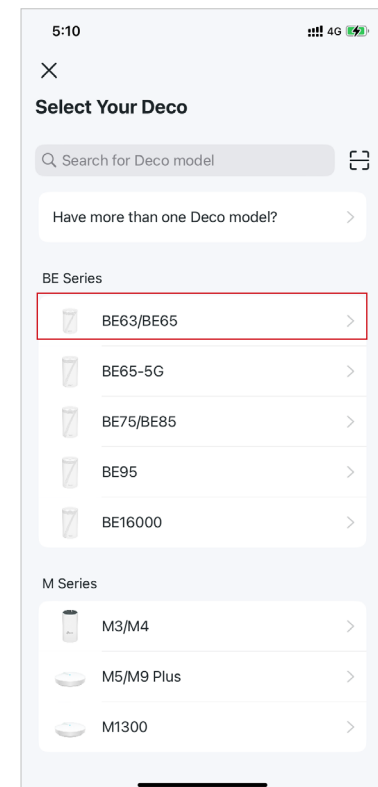 5:10
4G
Select Your Deco
Search for Deco model
Have more than one Deco model?
BE Series
BE63/BE65
BE65-5G
BE75/BE85
BE95
BE16000
M Series
M3/M4
M5/M9 Plus
M1300